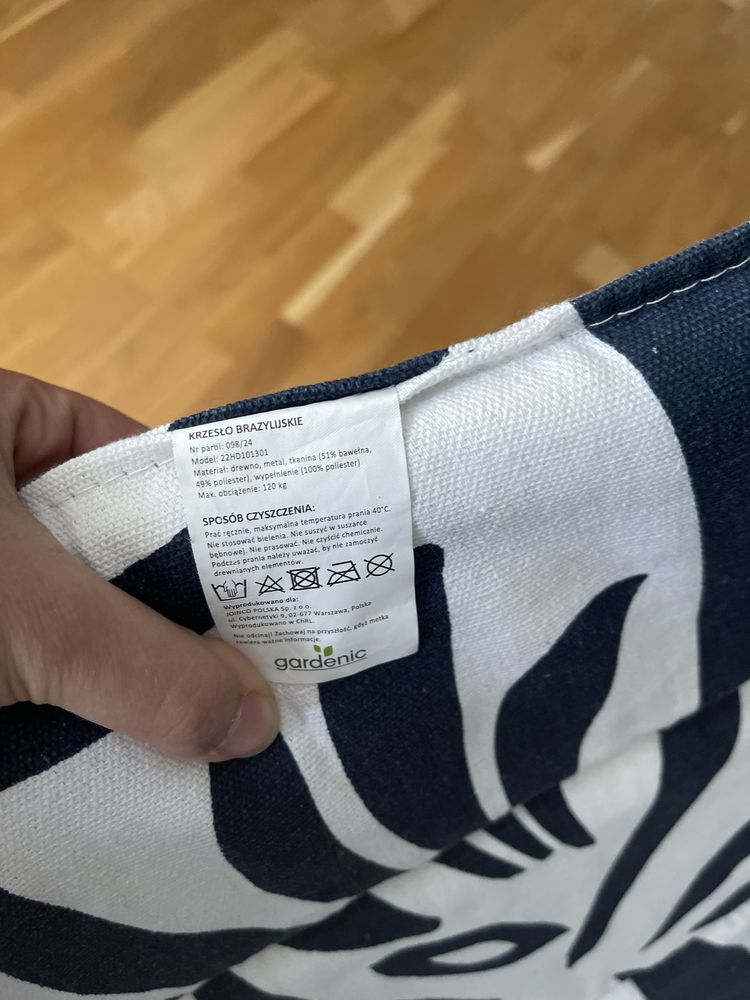 KRZESŁO BRAZYLIJSKIE
Nr partii: 098/24
Model: 22HD101301
Materiał: drewno, metal, tkanina (51% bawełna,
49% poliester), wypełnienie (100% poliester)
Max. obciążenie: 120 kg
SPOSÓB CZYSZCZENIA:
Prać ręcznie, maksymalna temperatura prania 40°C.
Nie stosować bielenia. Nie suszyć w suszarce
bębnowej. Nie prasować. Nie czyścić chemicznie.
Podczas prania należy uważać, by nie zamoczyć
drewnianych elementów.
Wyprodukowano dla:
JOINCO POLSKA Sp. z o.o.
ul. Cybernetyki 9, 02-677 Warszawa, Polska
Wyprodukowano w ChRL.
Nie odcinaj! Zachowaj na przyszłość, gdyż metka
zawiera ważne informacje.
gardenic